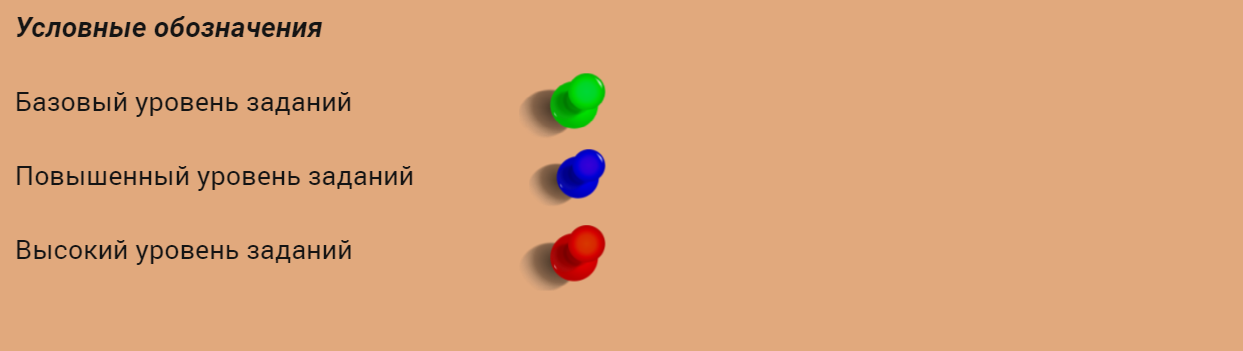 Условные обозначения
Базовый уровень заданий
Повышенный уровень заданий
Высокий уровень заданий